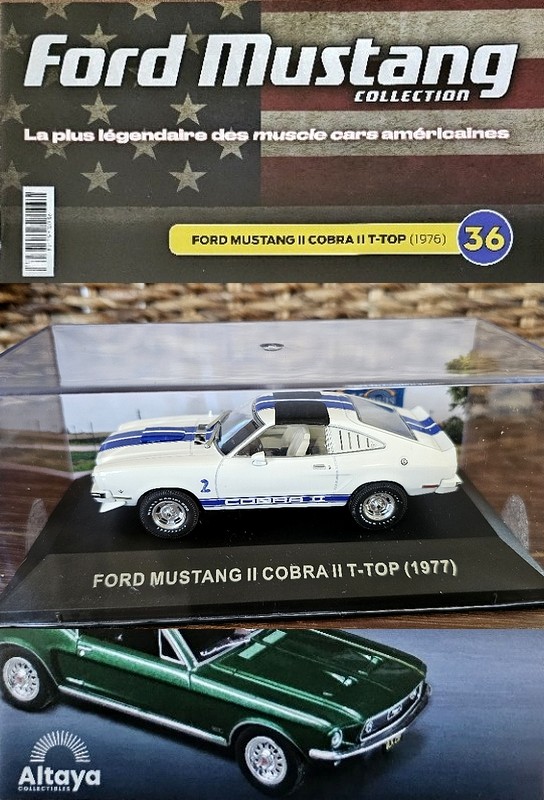 Ford Mustang
COLLECTION
La plus légendaire des muscle cars américaines
FORD MUSTANG II COBRA II T-TOP (1976) 36
COBRA II
FORD MUSTANG II COBRA II T-TOP (1977)
Altaya
COLLECTIBLES